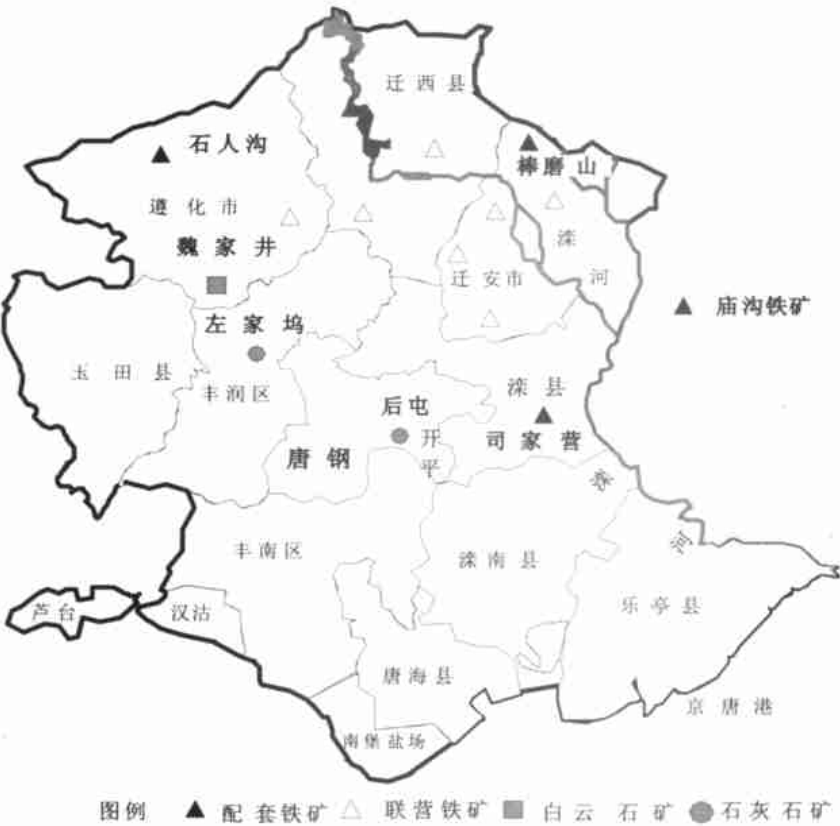 迁西县
石人沟
棒磨山
遵化市
滦
魏家井
河
迁安市
庙沟铁矿
左家坞
玉田县
滦县
丰润区
后屯
开
平
司家营
唐钢
滦
丰南区
河
滦南县
芦台
汉沽
乐亭县
唐海县
京唐港
南堡盐场
图例 配套铁矿 联营铁矿 白云石矿 石灰石矿